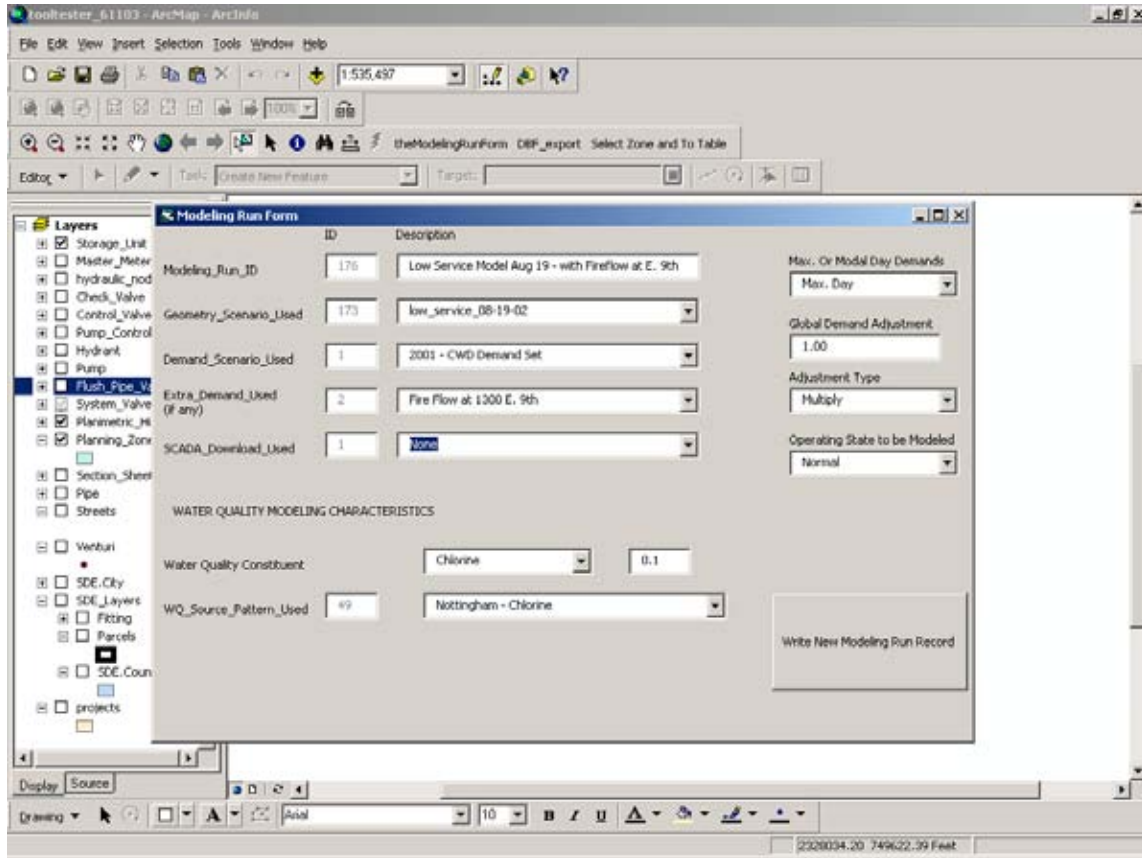 tooltester_61103 - ArcMap - ArcInfo
File Edit View Insert Selection Tools Window Help
1:535,497
100%
theModelingRunForm DBF_export Select Zone and To Table
Editor Task: Create New Feature Target:
Layers
Storage_Unit
Master_Meter
hydraulic_nod
Check_Valve
Control_Valve
Pump_Control
Hydrant
Pump
Flush_Pipe_Va
System_Valve
Planimetric_Hi
Planning_Zone
Section_Sheet
Pipe
Streets
Venturi
SDE.City
SDE_Layers
Fitting
Parcels
SDE.Coun
projects
Display Source
Modeling Run Form
ID Description
Modeling_Run_ID 176 Low Service Model Aug 19 - with Fireflow at E. 9th
Geometry_Scenario_Used 173 low_service_08-19-02
Demand_Scenario_Used 1 2001 - CWD Demand Set
Extra_Demand_Used 2 Fire Flow at 1300 E. 9th
(if any)
SCADA_Download_Used 1 None
Max. Or Modal Day Demands
Max. Day
Global Demand Adjustment
1.00
Adjustment Type
Multiply
Operating State to be Modeled
Normal
WATER QUALITY MODELING CHARACTERISTICS
Water Quality Constituent Chlorine 0.1
WQ_Source_Pattern_Used 49 Nottingham - Chlorine
Write New Modeling Run Record
Drawing A Arial 10 B I U A
2328034.20 749622.39 Feet